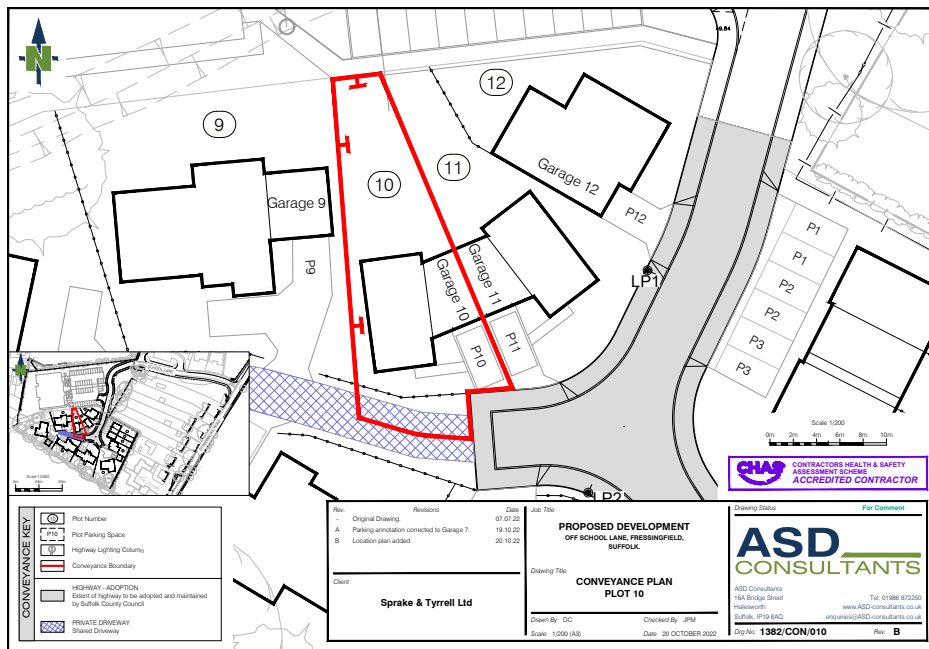 N
9.84
12
9
11
10
Garage 12
Garage 9
P12
P9
Garage 10
Garage 11
P10
P11
LP1
P1
P1
P2
P2
P3
P3
LP2
N
Scale 1/200
0m 2m 4m 6m 8m 10m
CHAS
CONTRACTORS HEALTH & SAFETY
ASSESSMENT SCHEME
ACCREDITED CONTRACTOR
CONVEYANCE KEY
10 Plot Number
P10 Plot Parking Space
Highway Lighting Column
Conveyance Boundary
HIGHWAY - ADOPTION
Extent of highway to be adopted and maintained
by Suffolk County Council
PRIVATE DRIVEWAY
Shared Driveway
Rev. Revisions Date
- Original Drawing. 07.07.22
A Parking annotation corrected to Garage 7. 19.10.22
B Location plan added. 20.10.22
Client
Sprake & Tyrrell Ltd
Job Title
PROPOSED DEVELOPMENT
OFF SCHOOL LANE, FRESSINGFIELD,
SUFFOLK.
Drawing Title
CONVEYANCE PLAN
PLOT 10
Drawn By DC Checked By JPM
Scale 1/200 (A3) Date 20 OCTOBER 2022
Drawing Status For Comment
ASD
CONSULTANTS
ASD Consultants
16A Bridge Street Tel: 01986 872250
Halesworth www.ASD-consultants.co.uk
Suffolk, IP19 8AQ enquiries@ASD-consultants.co.uk
Drg No. 1382/CON/010 Rev. B